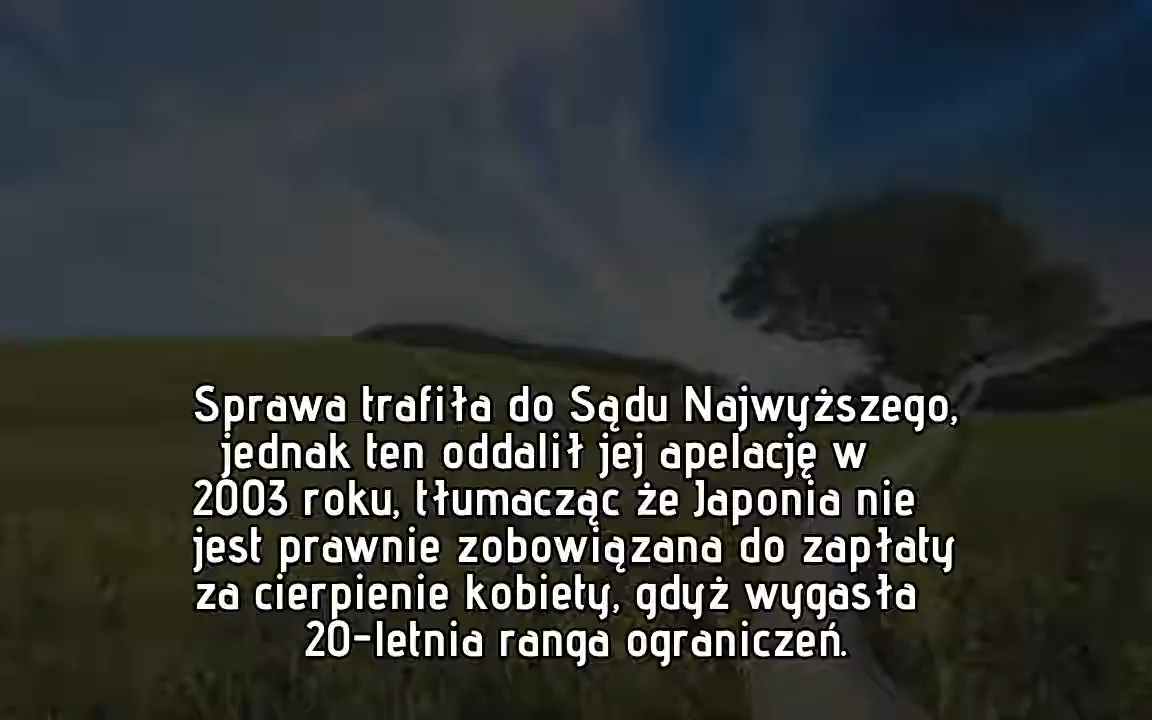 Sprawa trafiła do Sądu Najwyższego,
jednak ten oddalił jej apelację w
2003 roku, tłumacząc że Japonia nie
jest prawnie zobowiązana do zapłaty
za cierpienie kobiety, gdyż wygasła
20-letnia ranga ograniczeń.